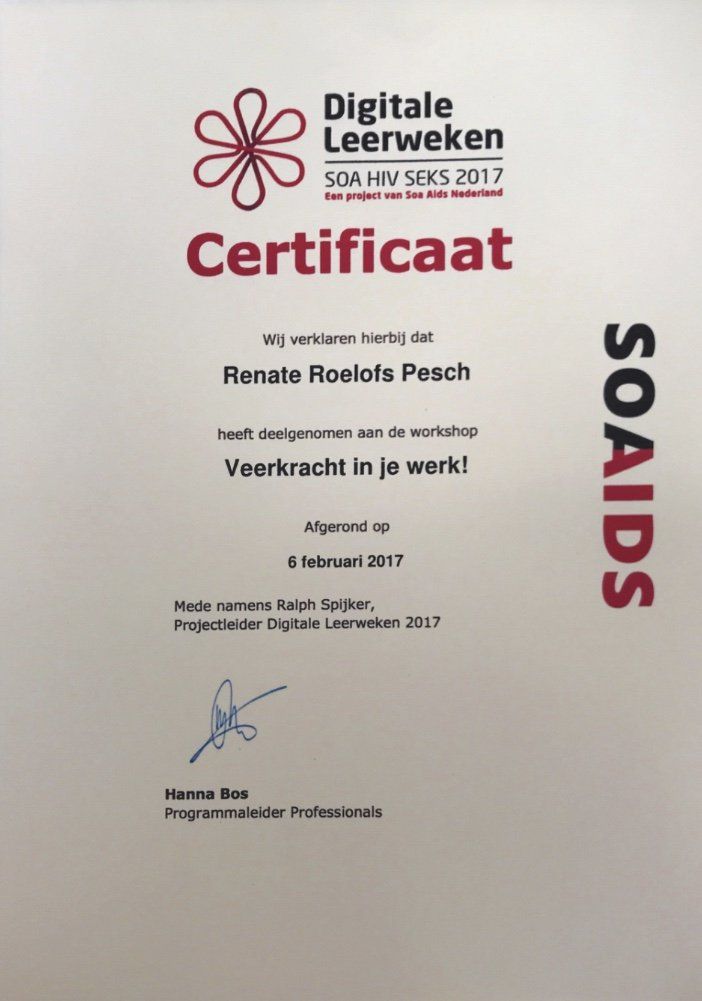 Digitale
Leerweken
SOA HIV SEKS 2017
Een project van Soa Aids Nederland
Certificaat
Wij verklaren hierbij dat
Renate Roelofs Pesch
heeft deelgenomen aan de workshop
Veerkracht in je werk!
Afgerond op
6 februari 2017
Mede namens Ralph Spijker,
Projectleider Digitale Leerweken 2017
Hanna Bos
Programmaleider Professionals
SOAIDS